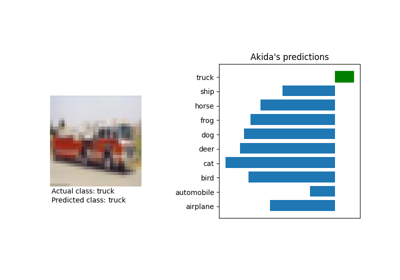 Akida's predictions
truck
ship
horse
frog
dog
deer
cat
bird
automobile
airplane
Actual class: truck
Predicted class: truck